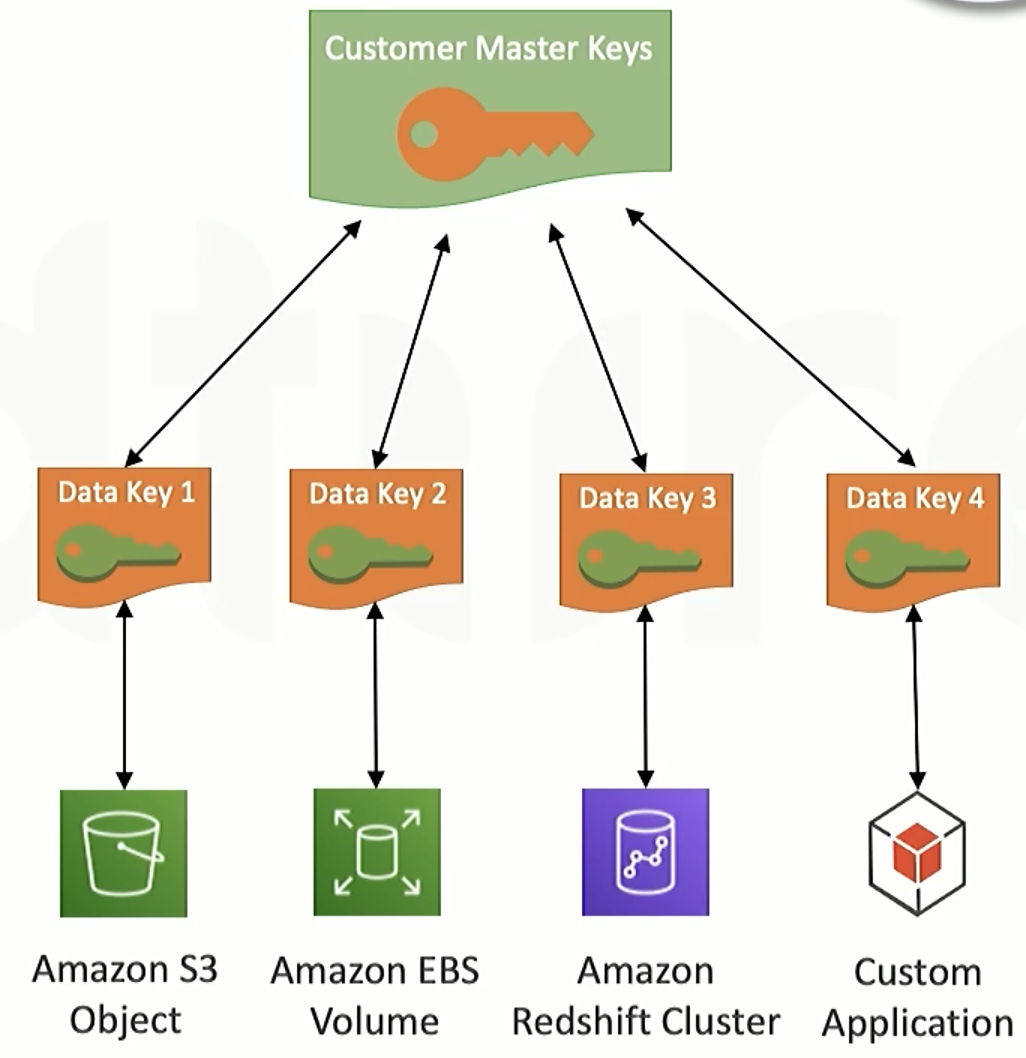 Customer Master Keys
Data Key 1
Data Key 2
Data Key 3
Data Key 4
Amazon S3
Object
Amazon EBS
Volume
Amazon
Redshift Cluster
Custom
Application